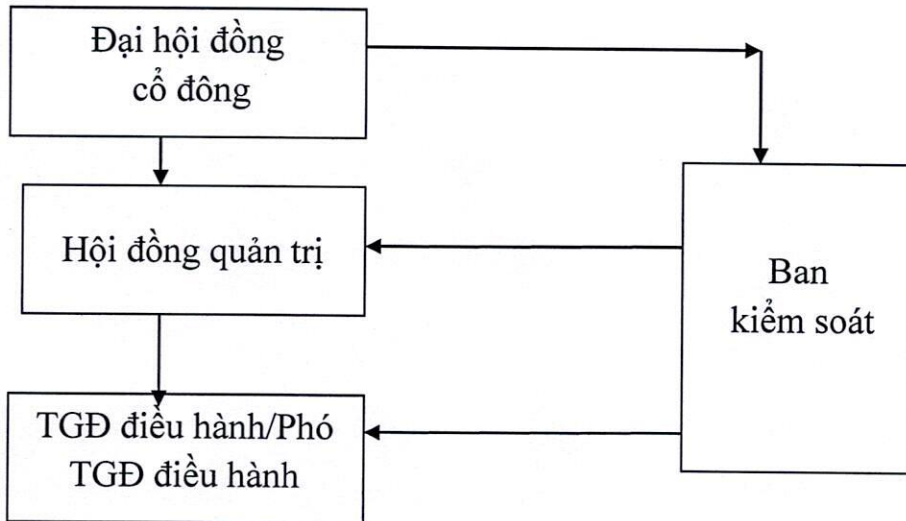 Đại hội đồng
cổ đông
Hội đồng quản trị
Ban
kiểm soát
TGĐ điều hành/Phó
TGĐ điều hành